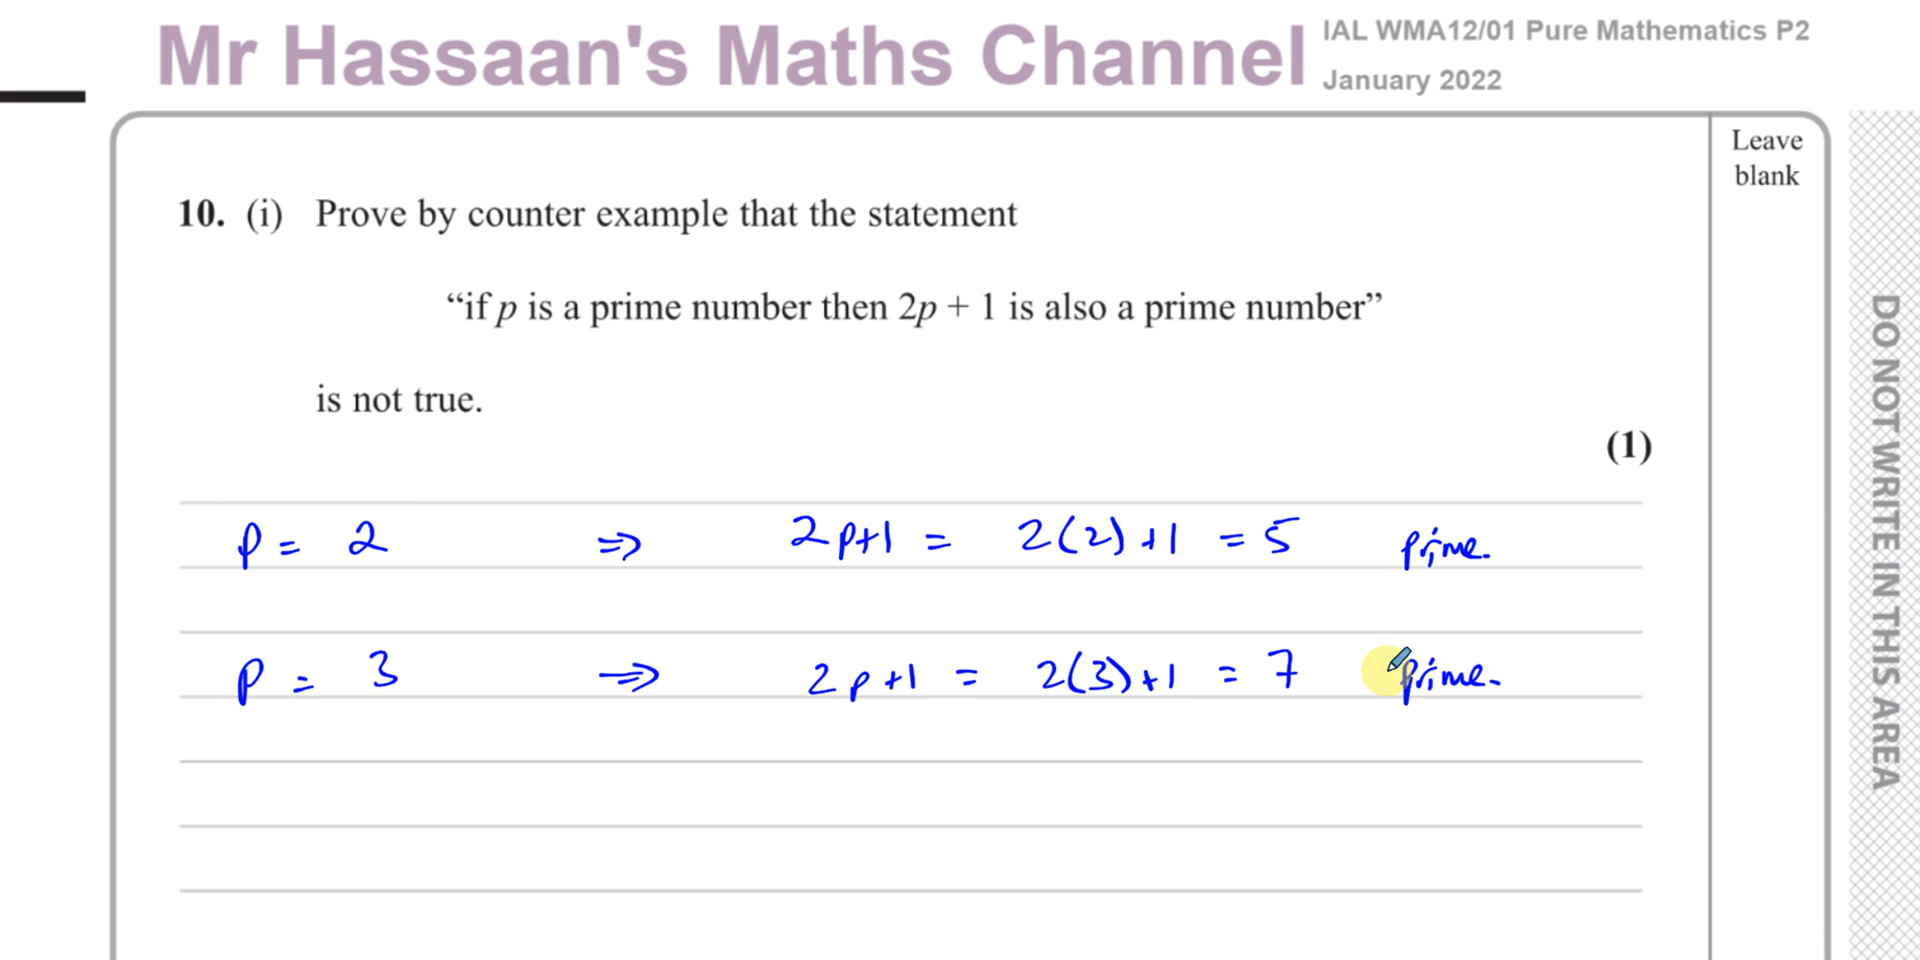 Mr Hassaan's Maths Channel
IAL WMA12/01 Pure Mathematics P2
January 2022
Leave
blank
10. (i) Prove by counter example that the statement
“if p is a prime number then 2p + 1 is also a prime number”
is not true.
(1)
p = 2 ⇒ 2p+1 = 2(2)+1 = 5 prime.
p = 3 ⇒ 2p+1 = 2(3)+1 = 7 prime.
DO NOT WRITE IN THIS AREA